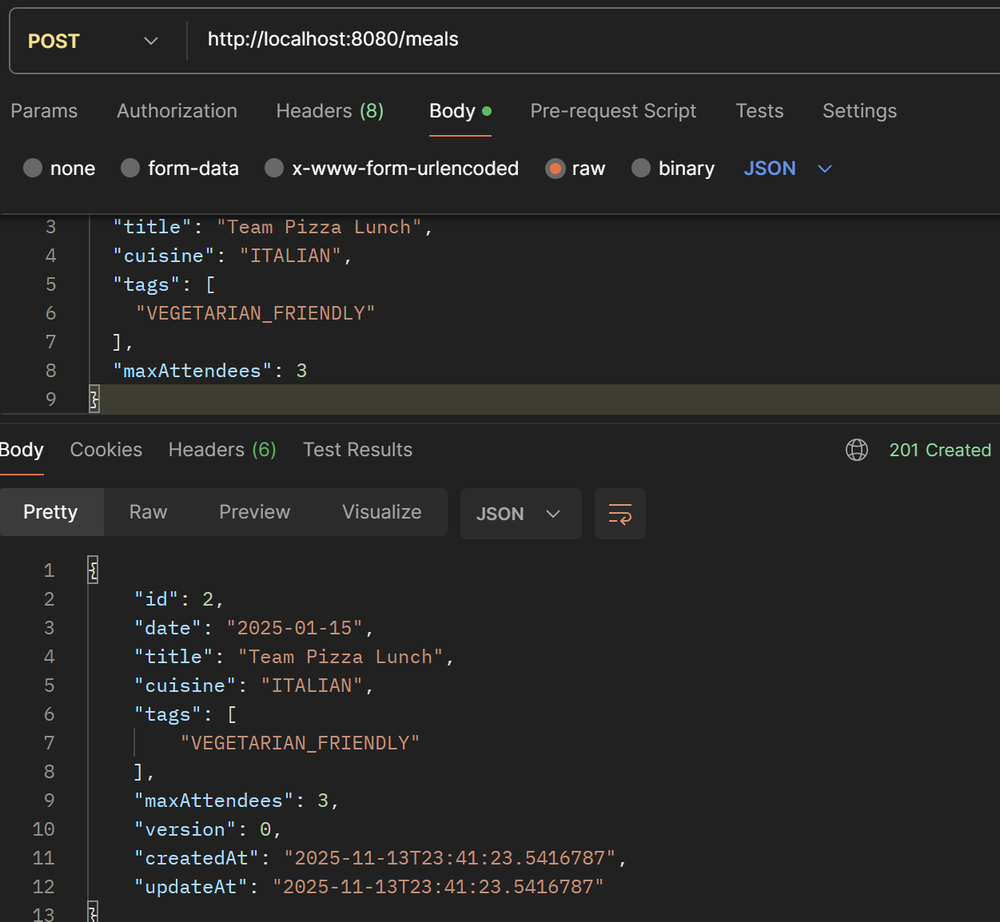 POST http://localhost:8080/meals
Params Authorization Headers (8) Body Pre-request Script Tests Settings
none form-data x-www-form-urlencoded raw binary JSON
3 "title": "Team Pizza Lunch",
4 "cuisine": "ITALIAN",
5 "tags": [
6 "VEGETARIAN_FRIENDLY"
7 ],
8 "maxAttendees": 3
9 }
Body Cookies Headers (6) Test Results 201 Created
Pretty Raw Preview Visualize JSON
1 {
2 "id": 2,
3 "date": "2025-01-15",
4 "title": "Team Pizza Lunch",
5 "cuisine": "ITALIAN",
6 "tags": [
7 "VEGETARIAN_FRIENDLY"
8 ],
9 "maxAttendees": 3,
10 "version": 0,
11 "createdAt": "2025-11-13T23:41:23.5416787",
12 "updateAt": "2025-11-13T23:41:23.5416787"
13 }